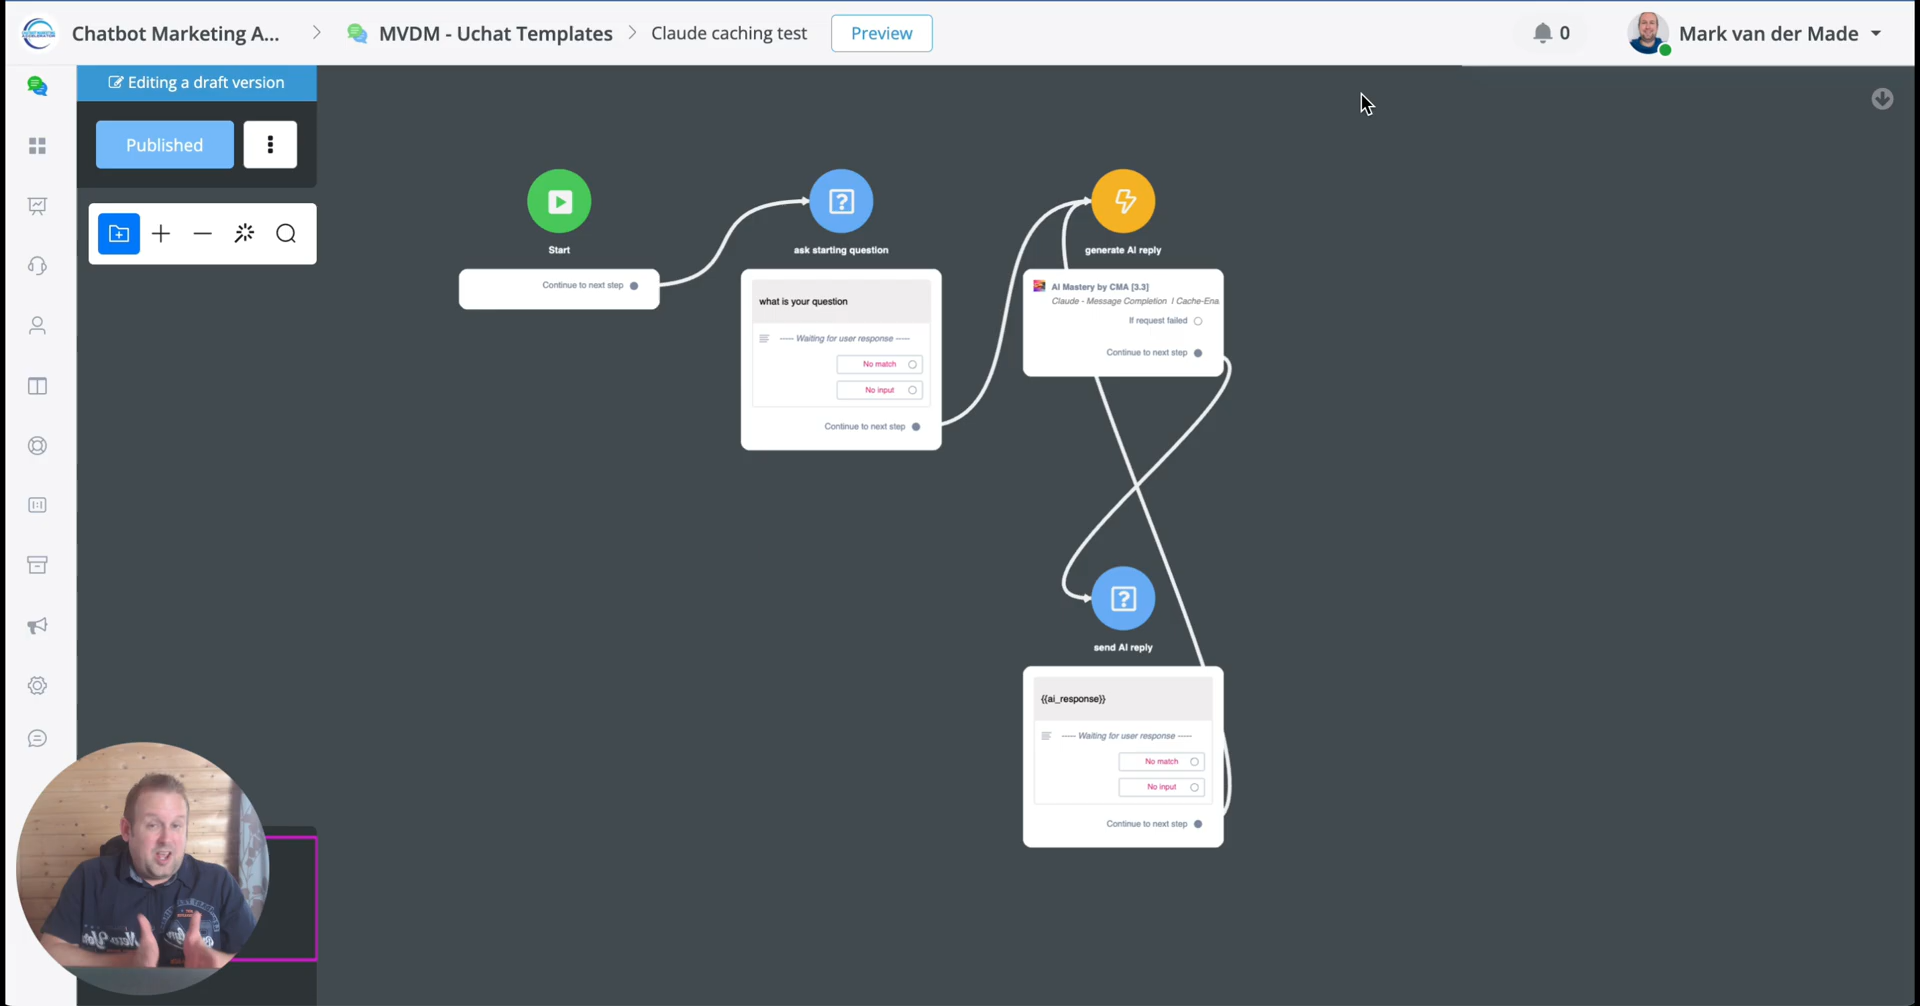 Chatbot Marketing A...
MVDM - Uchat Templates
Claude caching test
Preview
0
Mark van der Made
Editing a draft version
Published
Start
Continue to next step
ask starting question
what is your question
Waiting for user response
No match
No input
Continue to next step
generate AI reply
AI Mastery by CMA [3.3]
Claude - Message Completion | Cache-Ena
If request failed
Continue to next step
send AI reply
{{ai_response}}
Waiting for user response
No match
No input
Continue to next step